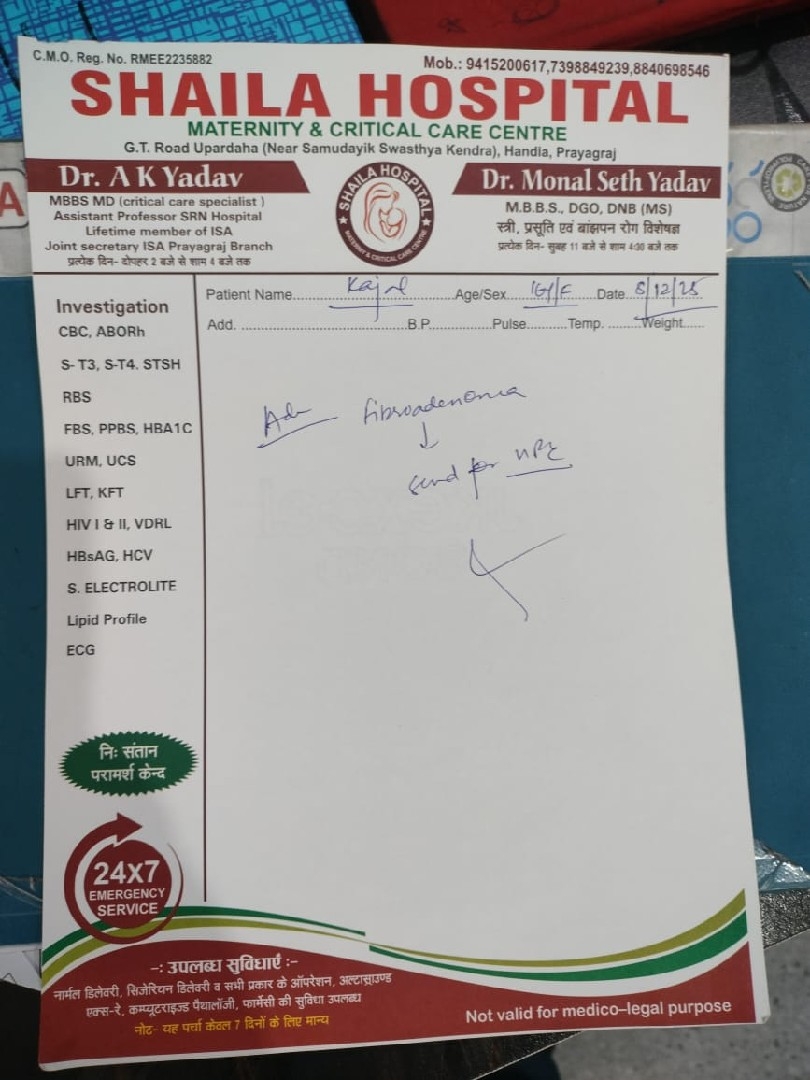 C.M.O. Reg. No. RMEE2235882
Mob.: 9415200617,7398849239,8840698546
SHAILA HOSPITAL
MATERNITY & CRITICAL CARE CENTRE
G.T. Road Upardaha (Near Samudayik Swasthya Kendra), Handia, Prayagraj
Dr. A K Yadav
MBBS MD (critical care specialist )
Assistant Professor SRN Hospital
Lifetime member of ISA
Joint secretary ISA Prayagraj Branch
प्रत्येक दिन- दोपहर 2 बजे से शाम 4 बजे तक
SHAILA HOSPITAL
MATERNITY & CRITICAL CARE CENTRE
Dr. Monal Seth Yadav
M.B.B.S., DGO, DNB (MS)
स्त्री, प्रसूति एवं बांझपन रोग विशेषज्ञ
प्रत्येक दिन- सुबह 11 बजे से शाम 4:30 बजे तक
Patient Name Kajal Age/Sex /F Date 8/12/25
Add. B.P. Pulse Temp. Weight
Investigation
CBC, ABORh
S- T3, S-T4. STSH
RBS
FBS, PPBS, HBA1C
URM, UCS
LFT, KFT
HIV I & II, VDRL
HBsAG, HCV
S. ELECTROLITE
Lipid Profile
ECG
Adv fibroadenoma
↓
send for HPE
निः संतान
परामर्श केन्द
24x7
EMERGENCY
SERVICE
-: उपलब्ध सुविधाएं :-
नार्मल डिलेवरी, सिजेरियन डिलेवरी व सभी प्रकार के ऑपरेशन, अल्टासाउण्ड
एक्स-रे, कम्प्यूटराइज्ड पैथालॉजी, फार्मेसी की सुविधा उपलब्ध
नोट- यह पर्चा केवल 7 दिनों के लिए मान्य
Not valid for medico-legal purpose